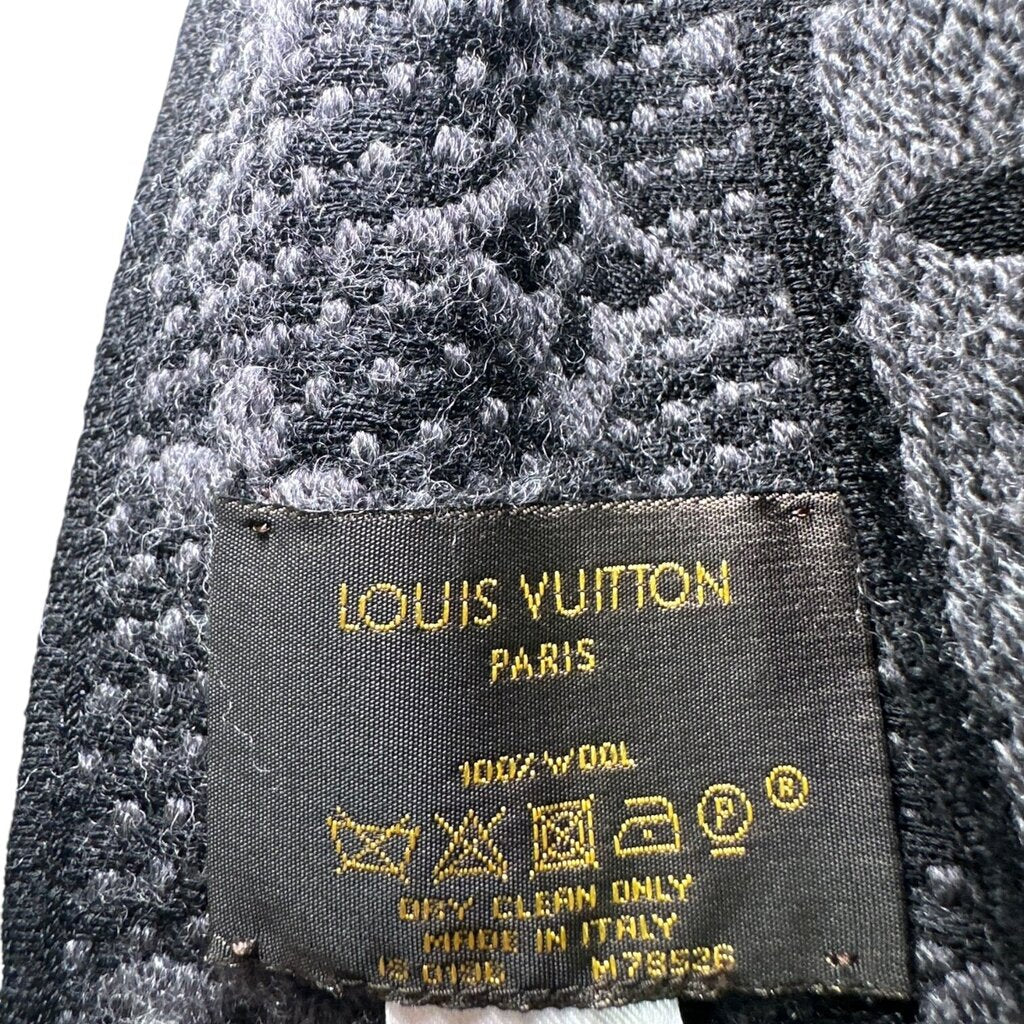 LOUIS VUITTON
PARIS
100% WOOL
P ®
DRY CLEAN ONLY
MADE IN ITALY
M78526